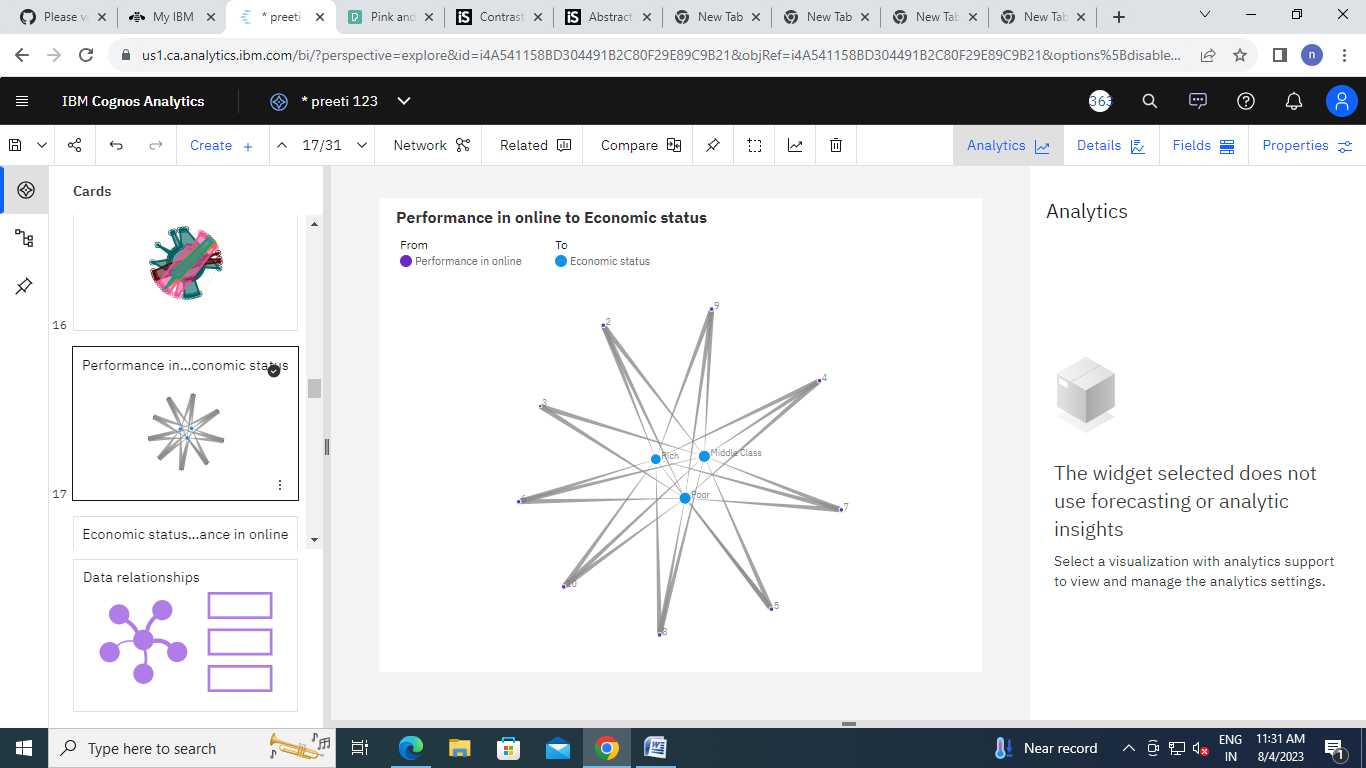 Please ve
My IBM
* preeti
Pink and
Contrast
Abstract
New Tab
New Tab
New Tab
New Tab
us1.ca.analytics.ibm.com/bi/?perspective=explore&id=i4A541158BD304491B2C80F29E89C9B21&objRef=i4A541158BD304491B2C80F29E89C9B21&options%5Bdisable...
n
IBM Cognos Analytics
* preeti 123
363
Create +
17/31
Network
Related
Compare
Analytics
Details
Fields
Properties
Cards
16
Performance in...conomic status
17
Economic status...ance in online
Data relationships
Performance in online to Economic status
From
To
Performance in online
Economic status
9
2
4
3
Rich
Middle Class
Poor
6
7
10
5
8
Analytics
The widget selected does not
use forecasting or analytic
insights
Select a visualization with analytics support
to view and manage the analytics settings.
Type here to search
Near record
ENG
IN
11:31 AM
8/4/2023
1